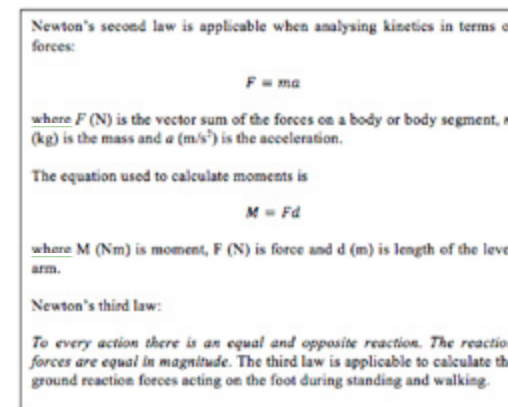 Newton's second law is applicable when analysing kinetics in terms o
forces:
F = ma
where F (N) is the vector sum of the forces on a body or body segment,
(kg) is the mass and a (m/s²) is the acceleration.
The equation used to calculate moments is
M = Fd
where M (Nm) is moment, F (N) is force and d (m) is length of the leve
arm.
Newton's third law:
To every action there is an equal and opposite reaction. The reactio
forces are equal in magnitude. The third law is applicable to calculate th
ground reaction forces acting on the foot during standing and walking.